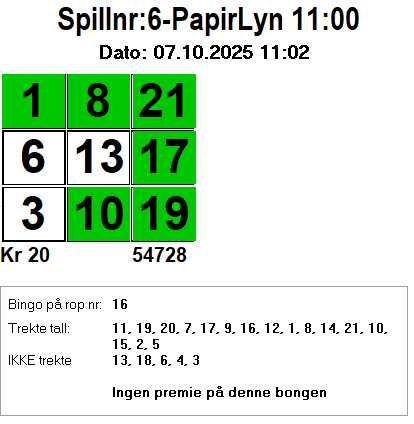 Spillnr:6-PapirLyn 11:00
Dato: 07.10.2025 11:02
1 8 21
6 13 17
3 10 19
Kr 20 54728
Bingo på rop nr: 16
Trekte tall: 11, 19, 20, 7, 17, 9, 16, 12, 1, 8, 14, 21, 10,
15, 2, 5
IKKE trekte 13, 18, 6, 4, 3
Ingen premie på denne bongen